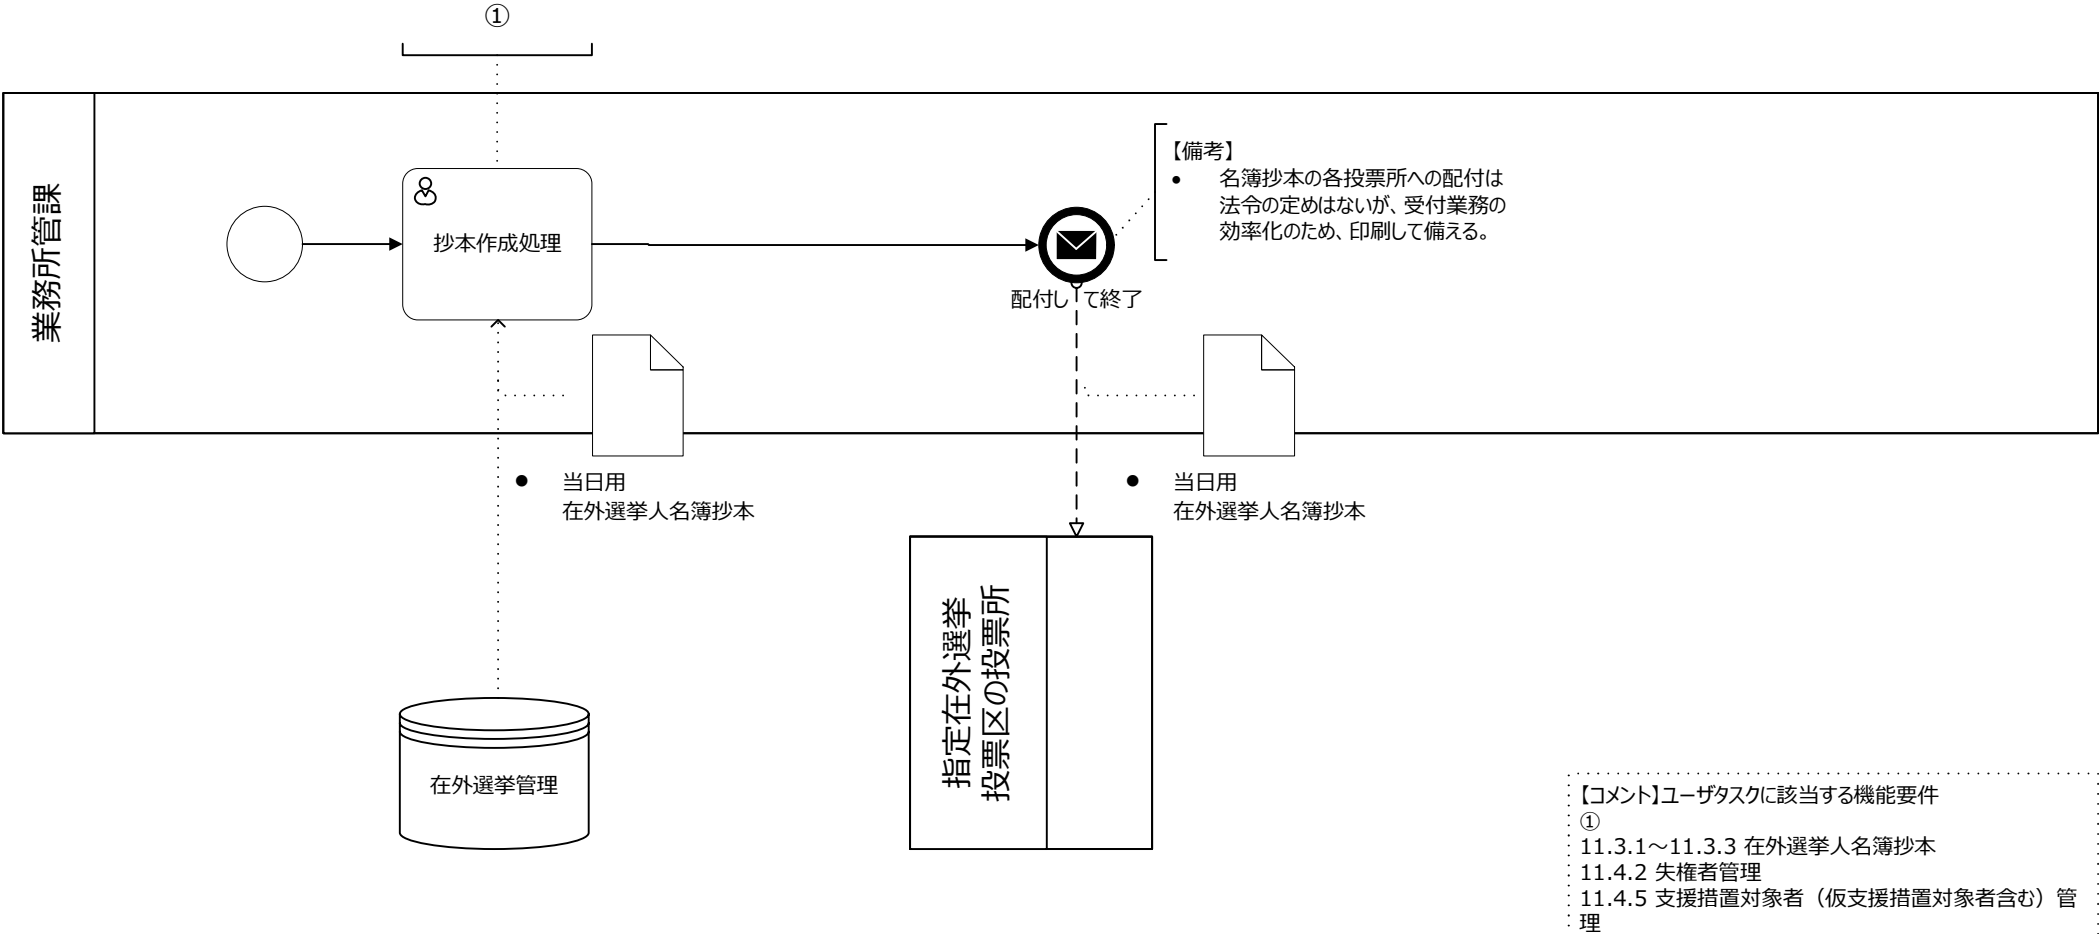 ①
業務所管課
抄本作成処理
【備考】
• 名簿抄本の各投票所への配付は
法令の定めはないが、受付業務の
効率化のため、印刷して備える。
配付して終了
● 当日用
在外選挙人名簿抄本
● 当日用
在外選挙人名簿抄本
指定在外選挙
投票区の投票所
在外選挙管理
【コメント】ユーザタスクに該当する機能要件
①
11.3.1～11.3.3 在外選挙人名簿抄本
11.4.2 失権者管理
11.4.5 支援措置対象者（仮支援措置対象者含む）管
理